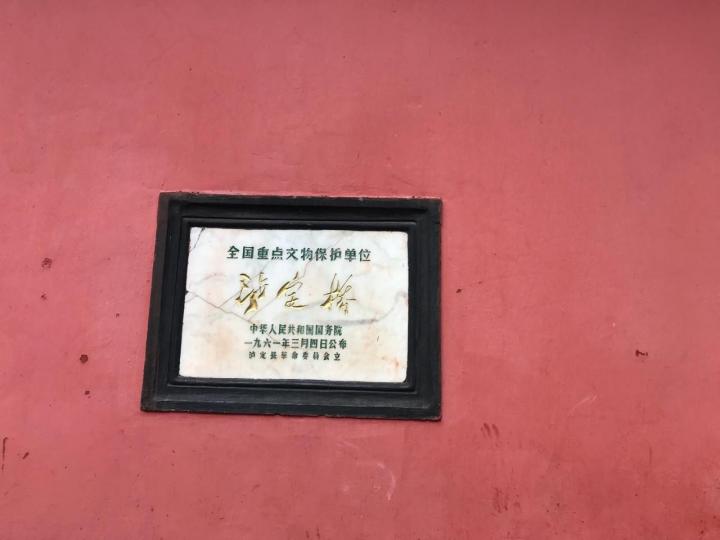 全国重点文物保护单位
泸定桥
中华人民共和国国务院
一九六一年三月四日公布
泸定县革命委员会立